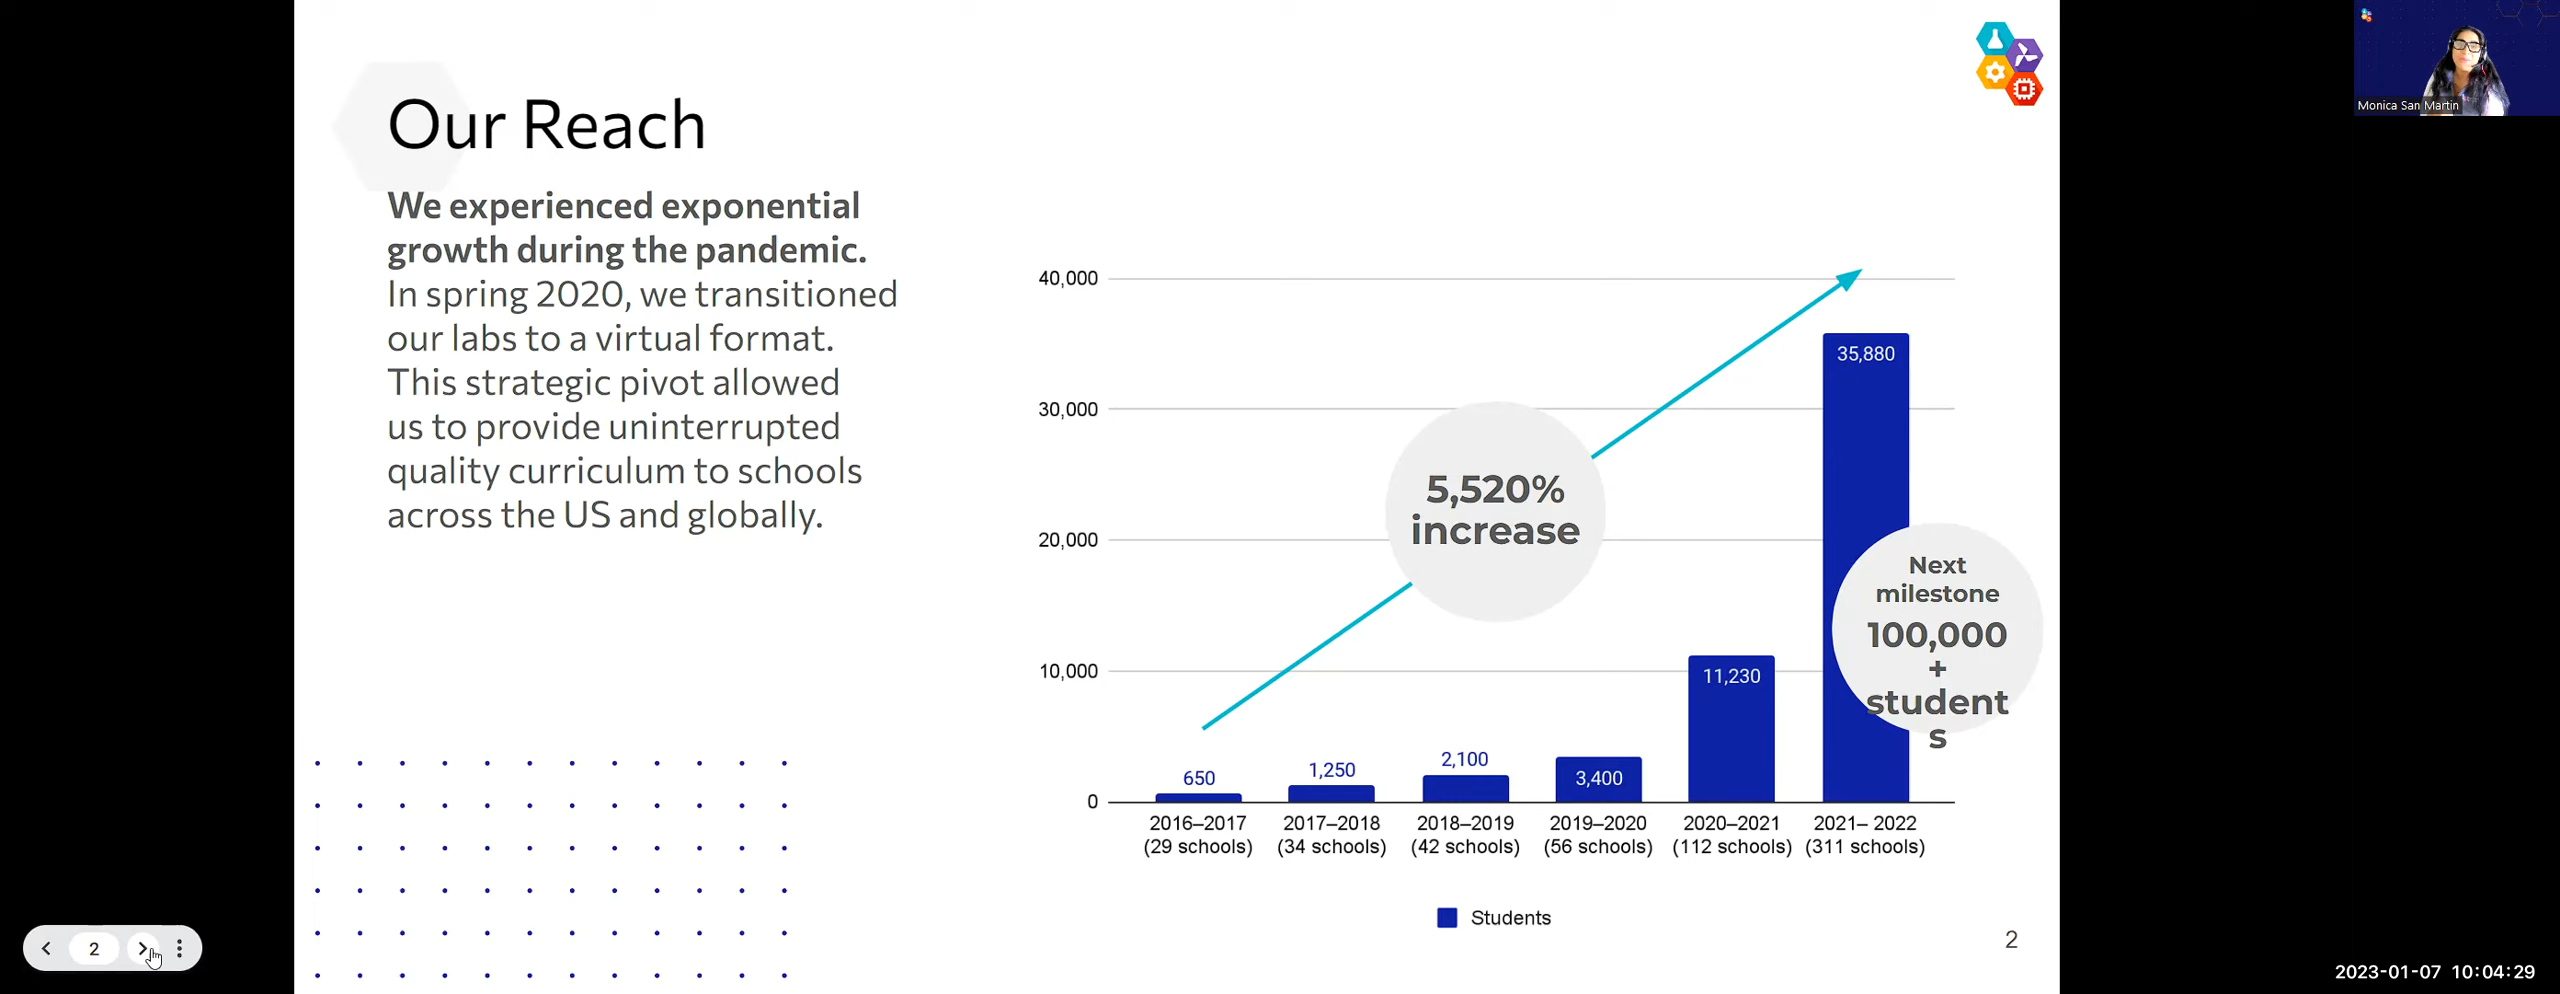 Our Reach
We experienced exponential
growth during the pandemic.
In spring 2020, we transitioned
our labs to a virtual format.
This strategic pivot allowed
us to provide uninterrupted
quality curriculum to schools
across the US and globally.
40,000
30,000
20,000
10,000
0
5,520%
increase
Next
milestone
100,000
+
student
s
650
1,250
2,100
3,400
11,230
35,880
2016–2017
(29 schools)
2017–2018
(34 schools)
2018–2019
(42 schools)
2019–2020
(56 schools)
2020–2021
(112 schools)
2021– 2022
(311 schools)
Students
2
2
Monica San Martin
2023-01-07 10:04:29